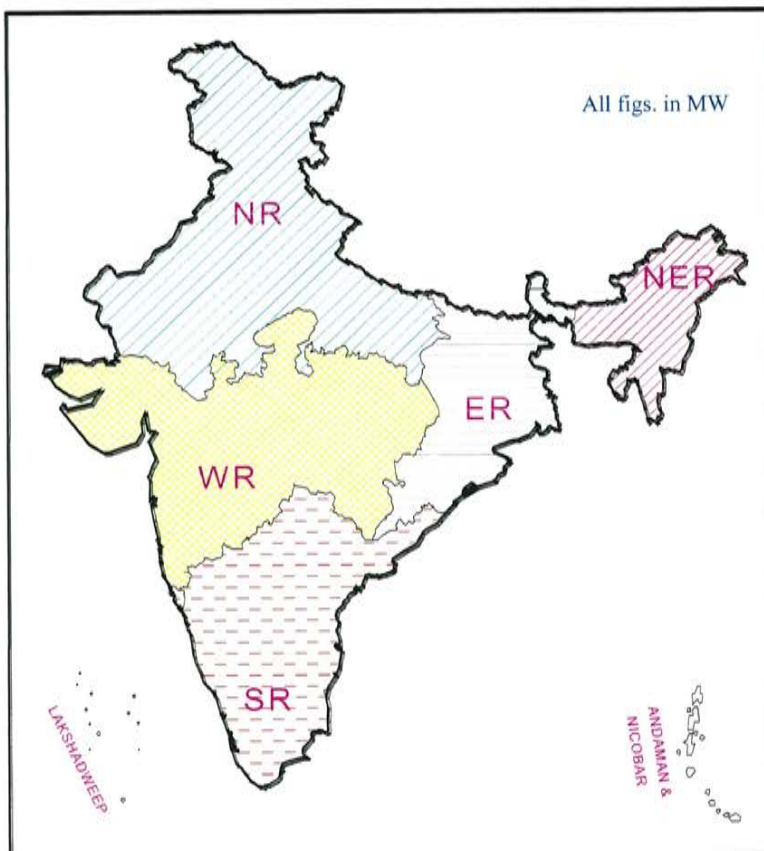 All figs. in MW
NR
NER
ER
WR
SR
LAKSHADWEEP
ANDAMAN &
NICOBAR